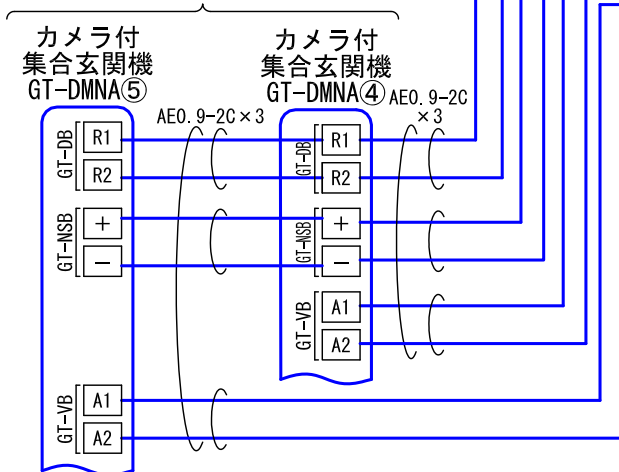 カメラ付
集合玄関機
GT-DMNA⑤
AE0.9-2C×3
GT-DB
R1
R2
GT-NSB
+
−
GT-VB
A1
A2
カメラ付
集合玄関機
GT-DMNA④
AE0.9-2C
×3
GT-DB
R1
R2
GT-NSB
+
−
GT-VB
A1
A2